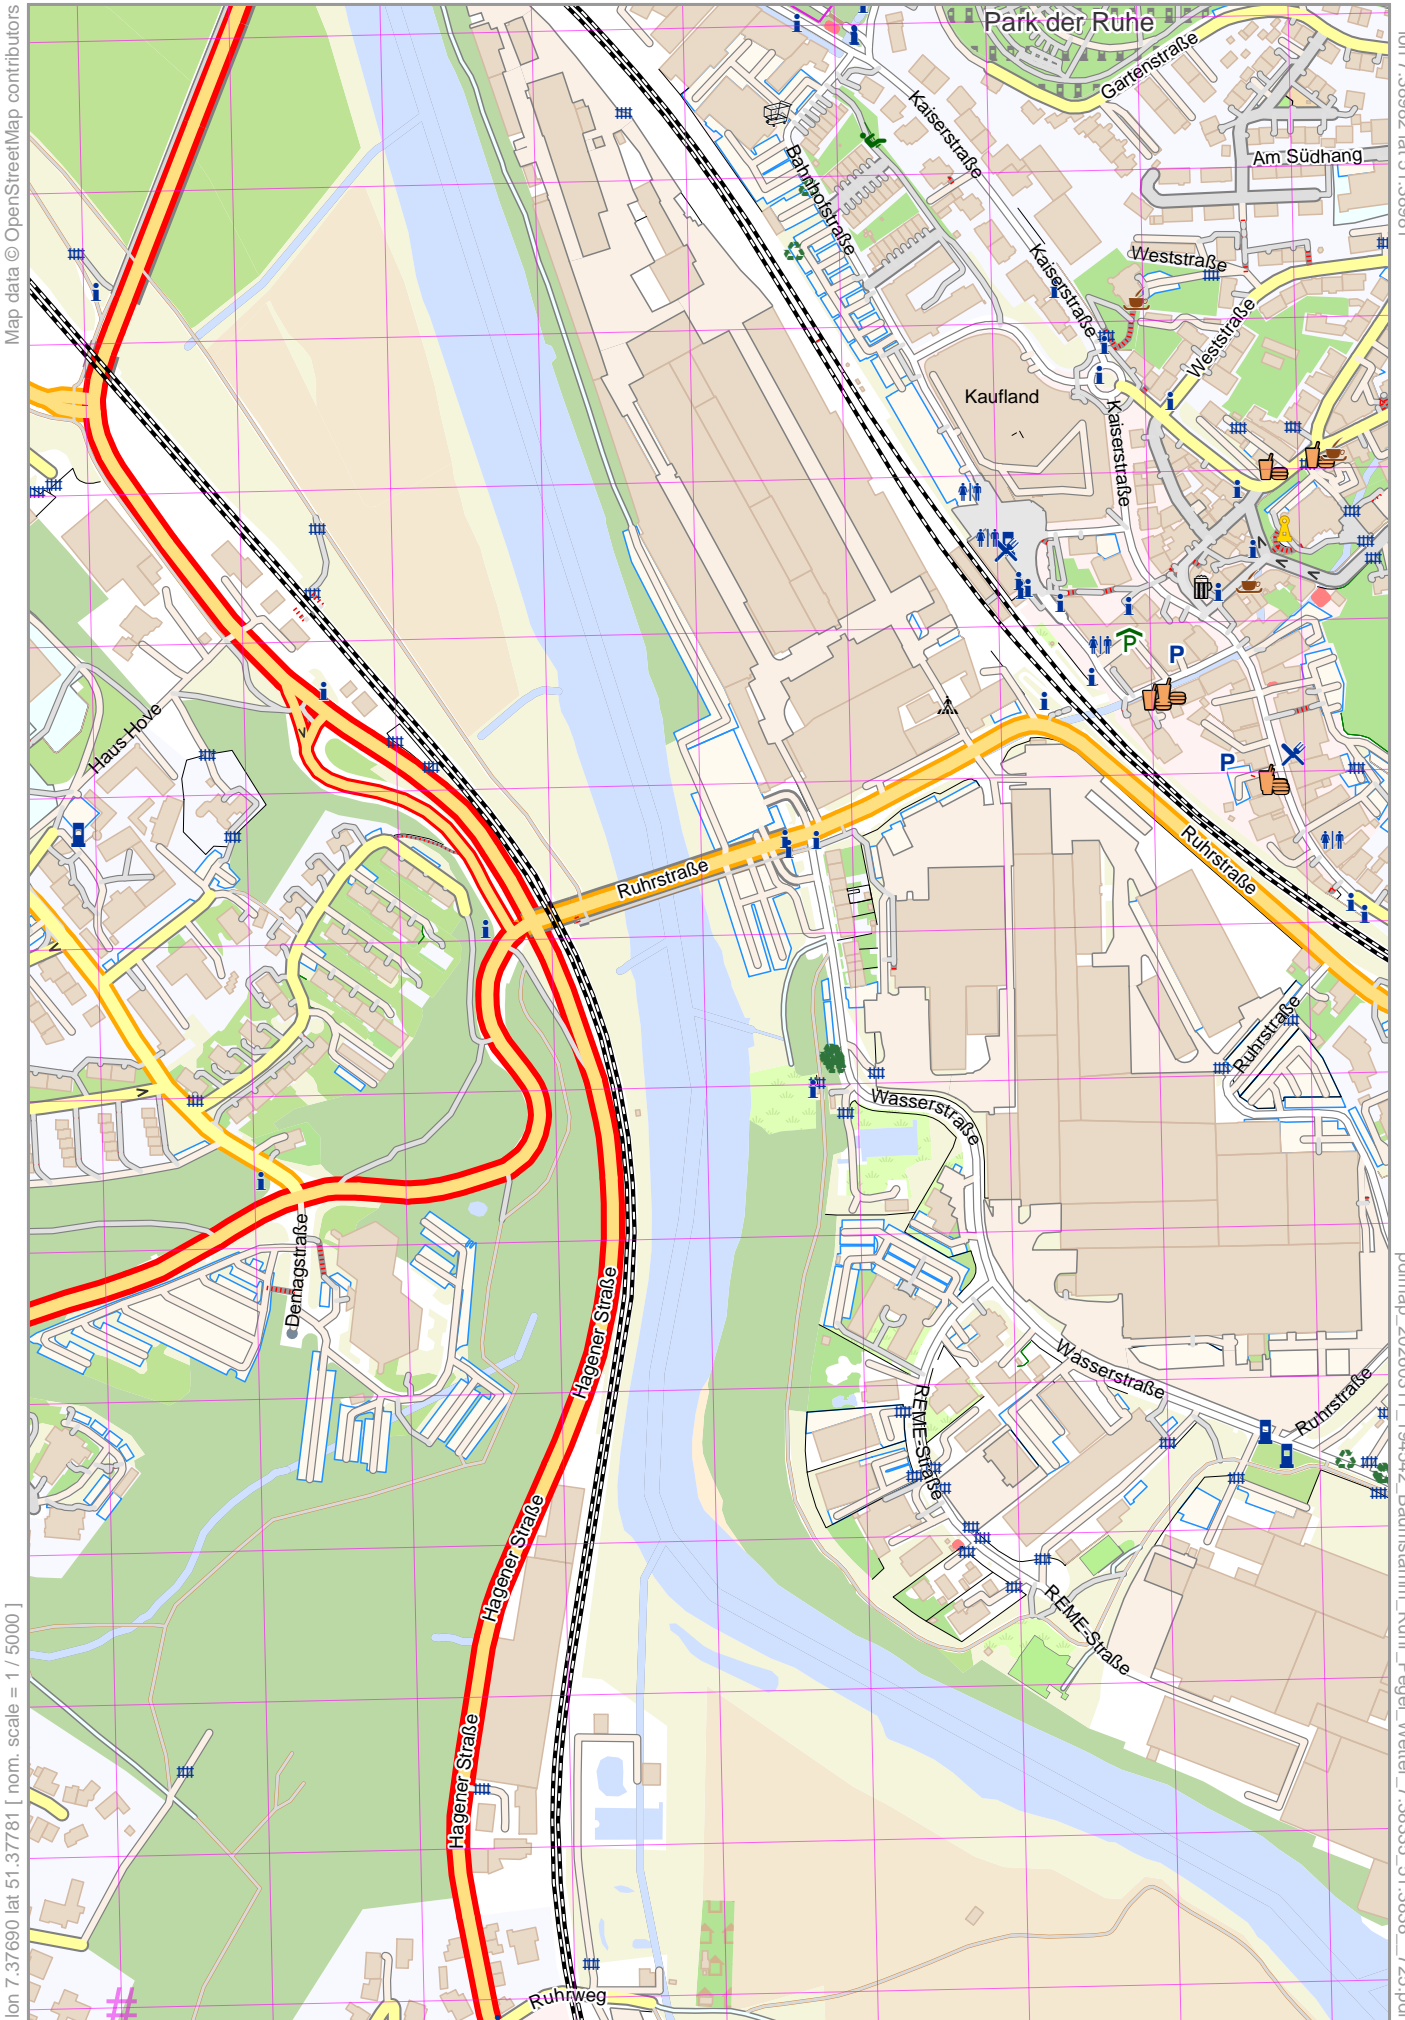 Map data © OpenStreetMap contributors
Park der Ruhe
Gartenstraße
Kaiserstraße
Am Südhang
Bahnhofstraße
Weststraße
Kaiserstraße
Weststraße
Kaufland
Kaiserstraße
P
P
P
Haus Hove
Ruhrstraße
Ruhrstraße
Ruhrstraße
Wasserstraße
Demagstraße
Hagener Straße
Wasserstraße
Ruhrstraße
REME-Straße
Hagener Straße
REME-Straße
Hagener Straße
Ruhrweg
#
lon 7.37690 lat 51.37781 [ nom. scale = 1 / 5000 ]